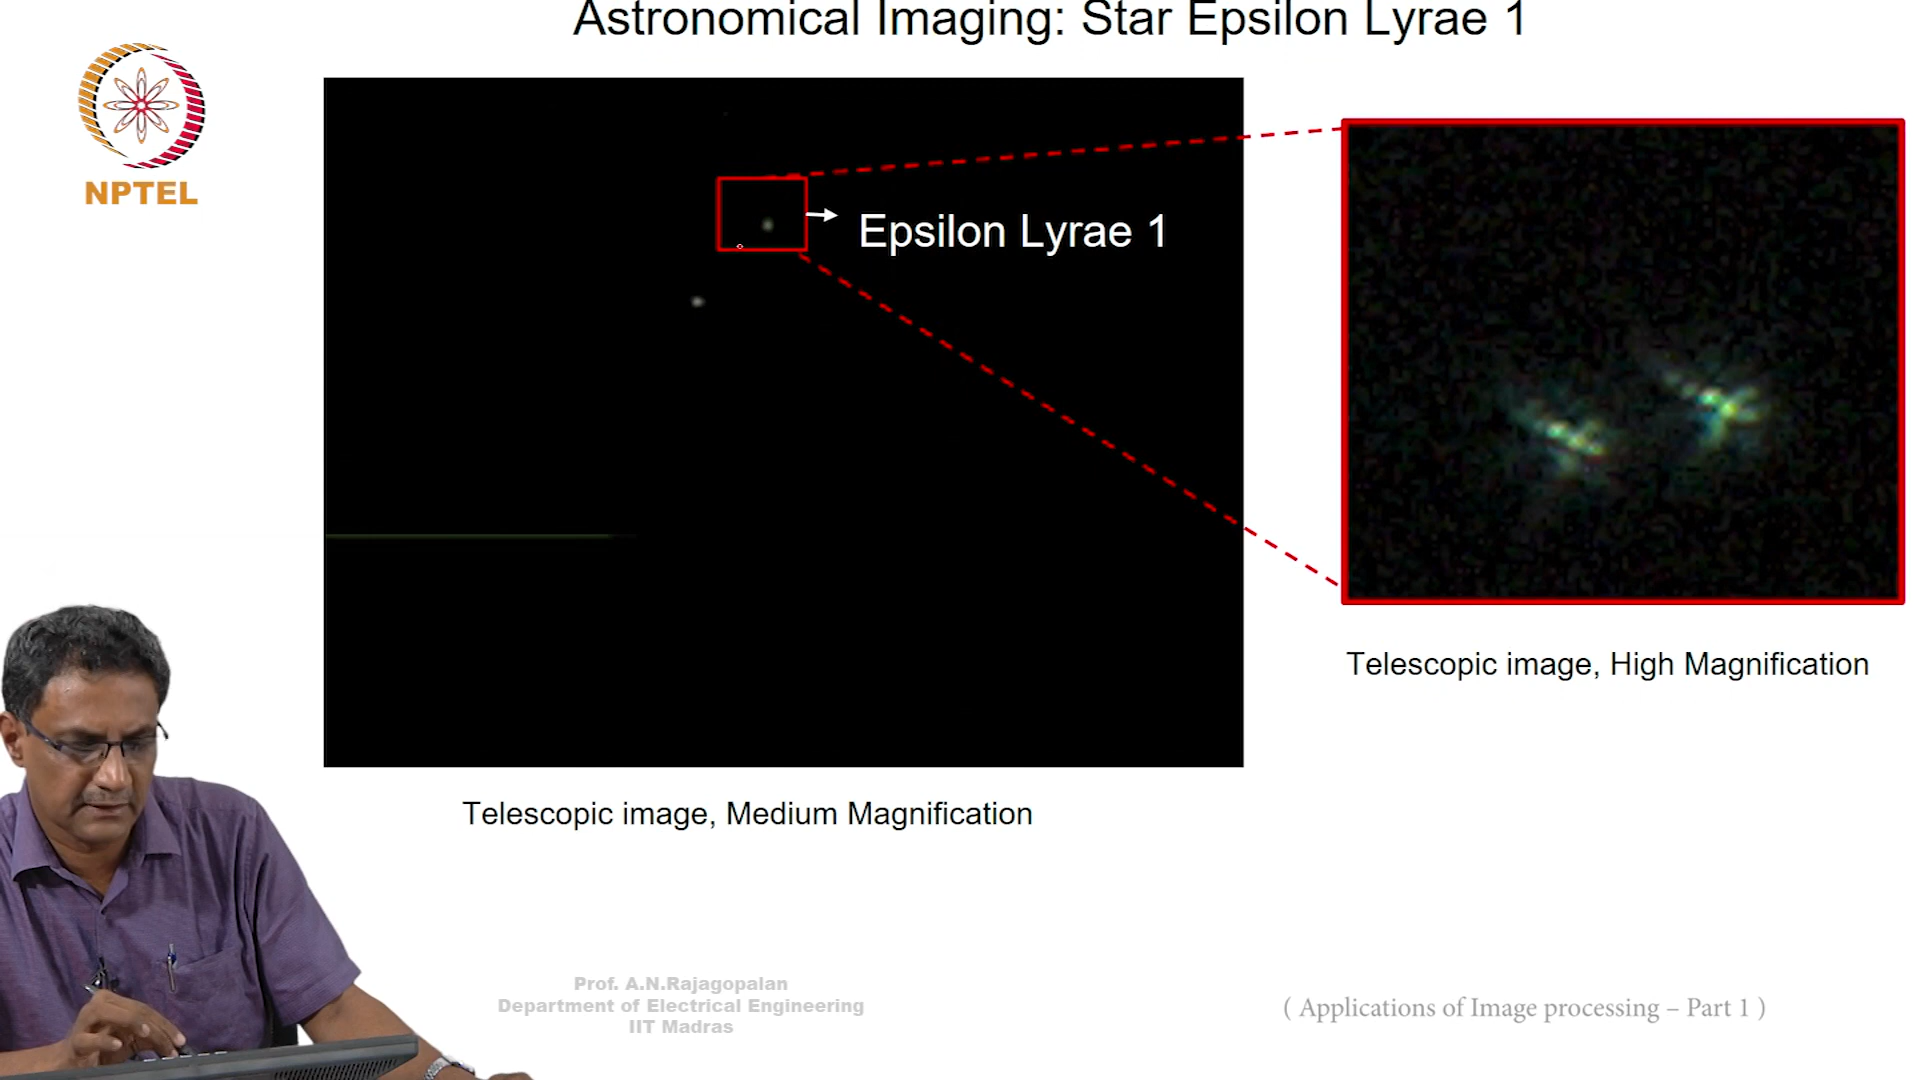 Astronomical Imaging: Star Epsilon Lyrae 1
NPTEL
Epsilon Lyrae 1
Telescopic image, High Magnification
Telescopic image, Medium Magnification
Prof. A.N.Rajagopalan
Department of Electrical Engineering
IIT Madras
( Applications of Image processing – Part 1 )